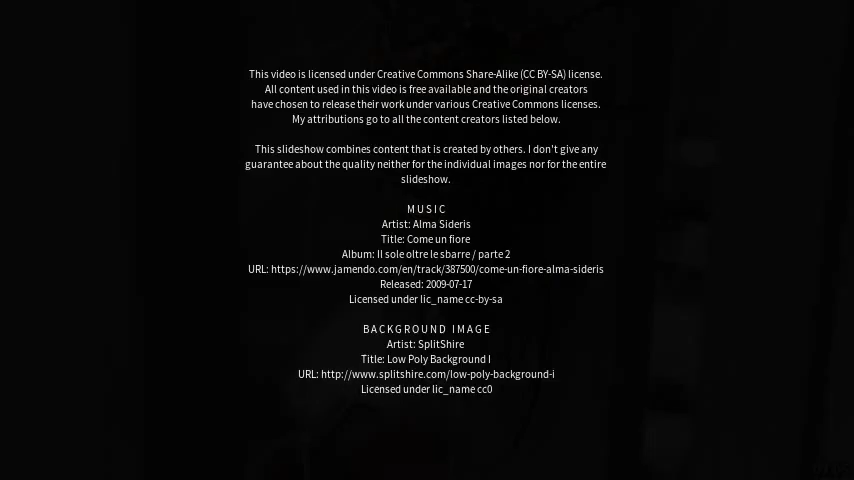 This video is licensed under Creative Commons Share-Alike (CC BY-SA) license.
All content used in this video is free available and the original creators
have chosen to release their work under various Creative Commons licenses.
My attributions go to all the content creators listed below.
This slideshow combines content that is created by others. I don't give any
guarantee about the quality neither for the individual images nor for the entire
slideshow.
MUSIC
Artist: Alma Sideris
Title: Come un fiore
Album: Il sole oltre le sbarre / parte 2
URL: https://www.jamendo.com/en/track/387500/come-un-fiore-alma-sideris
Released: 2009-07-17
Licensed under lic_name cc-by-sa
BACKGROUND IMAGE
Artist: SplitShire
Title: Low Poly Background I
URL: http://www.splitshire.com/low-poly-background-i
Licensed under lic_name cc0